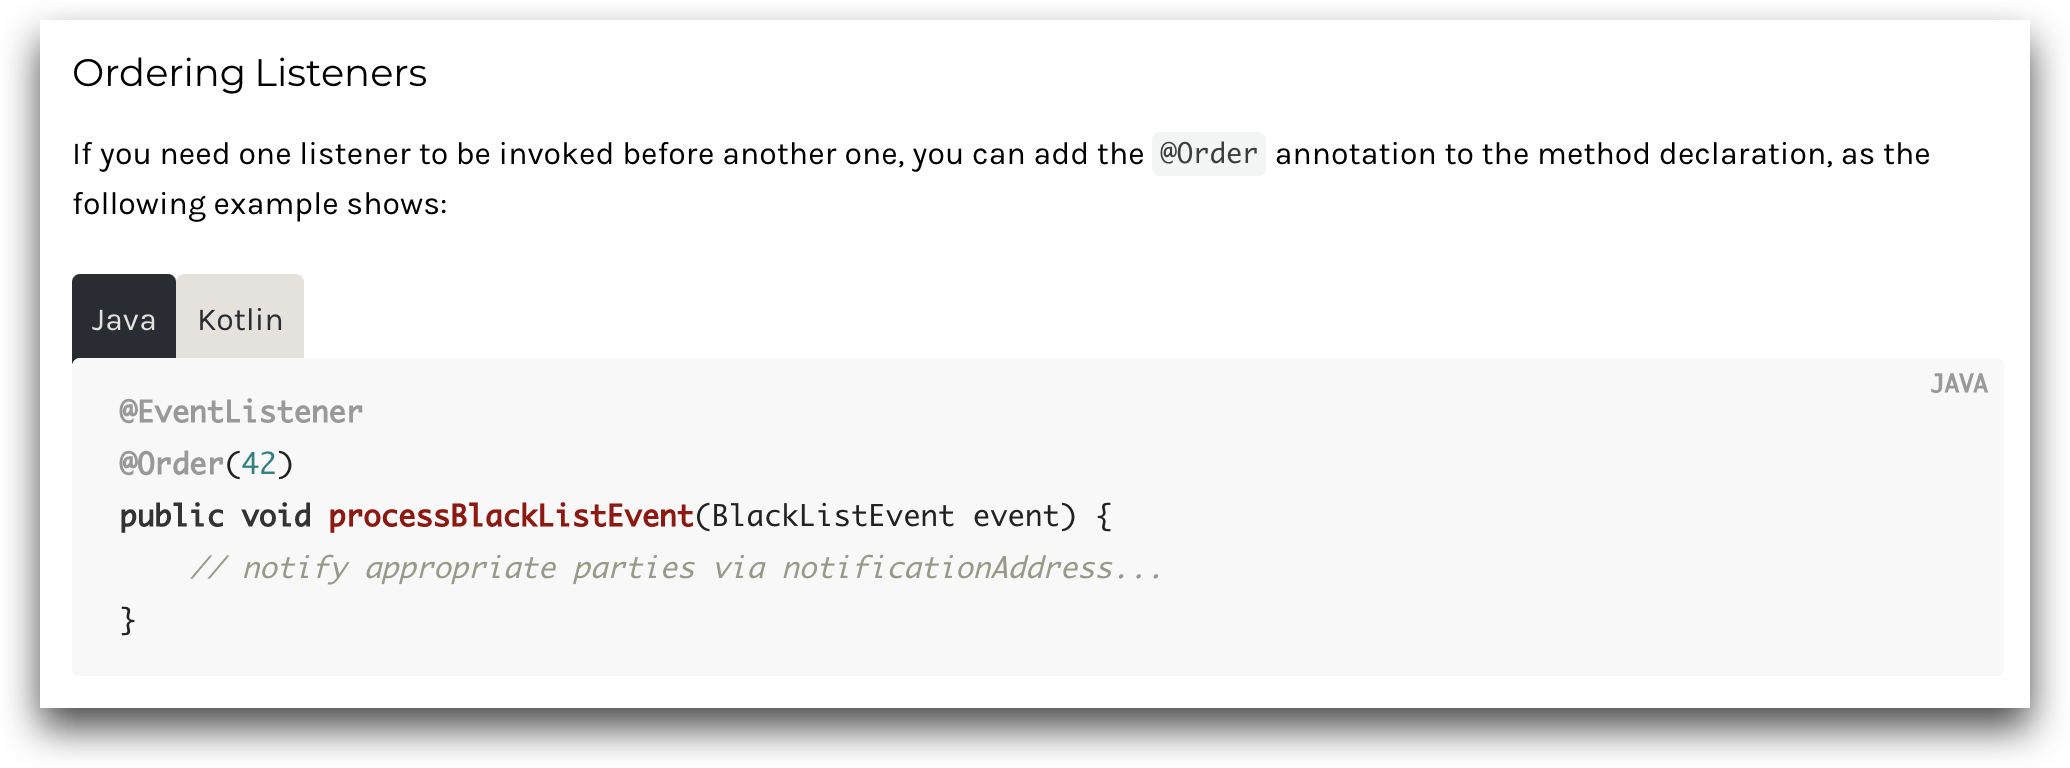 Ordering Listeners
If you need one listener to be invoked before another one, you can add the @Order annotation to the method declaration, as the
following example shows:
Java Kotlin
JAVA
@EventListener
@Order(42)
public void processBlackListEvent(BlackListEvent event) {
    // notify appropriate parties via notificationAddress...
}